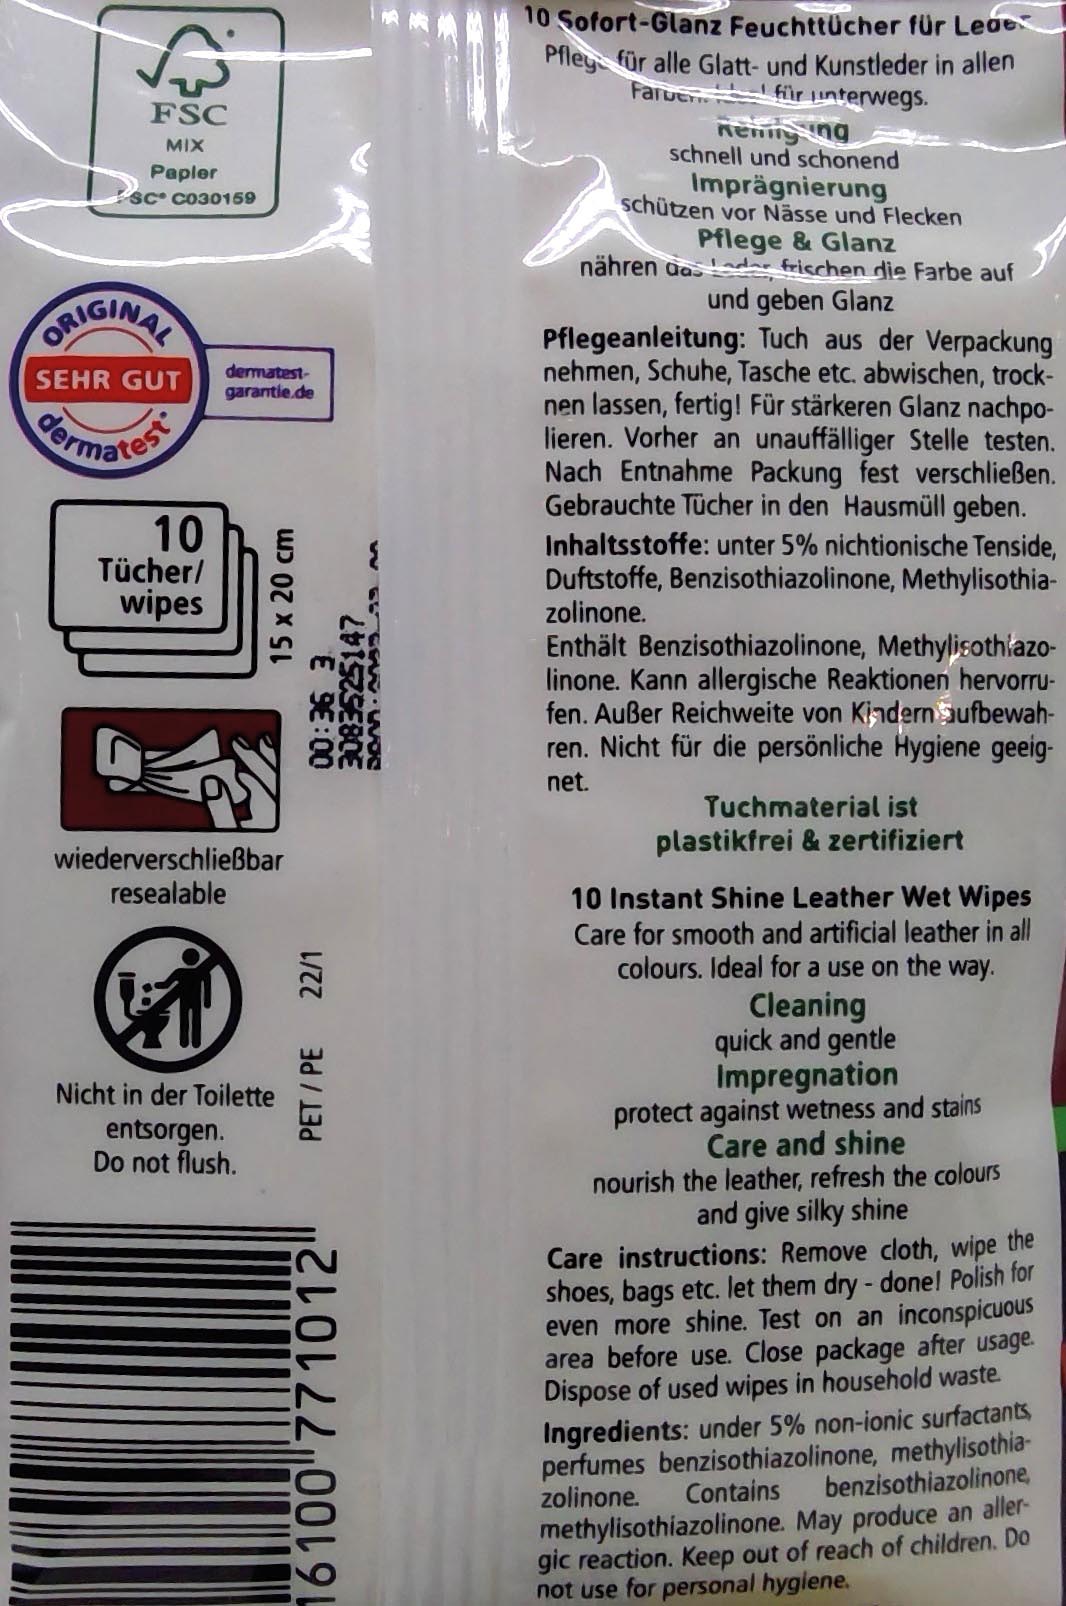 FSC
MIX
Papier
FSC® C030159
ORIGINAL
SEHR GUT
dermatest®
dermatest-
garantie.de
10
Tücher/
wipes
15 x 20 cm
00:36 3
3083525147
wiederverschließbar
resealable
Nicht in der Toilette
entsorgen.
Do not flush.
PET / PE 22/1
16100 771012
10 Sofort-Glanz Feuchttücher für Leder
Pflege für alle Glatt- und Kunstleder in allen
Farben. Ideal für unterwegs.
Reinigung
schnell und schonend
Imprägnierung
schützen vor Nässe und Flecken
Pflege & Glanz
nähren das Leder, frischen die Farbe auf
und geben Glanz
Pflegeanleitung: Tuch aus der Verpackung
nehmen, Schuhe, Tasche etc. abwischen, trock-
nen lassen, fertig! Für stärkeren Glanz nachpo-
lieren. Vorher an unauffälliger Stelle testen.
Nach Entnahme Packung fest verschließen.
Gebrauchte Tücher in den Hausmüll geben.
Inhaltsstoffe: unter 5% nichtionische Tenside,
Duftstoffe, Benzisothiazolinone, Methylisothia-
zolinone.
Enthält Benzisothiazolinone, Methylisothiazo-
linone. Kann allergische Reaktionen hervorru-
fen. Außer Reichweite von Kindern aufbewah-
ren. Nicht für die persönliche Hygiene geeig-
net.
Tuchmaterial ist
plastikfrei & zertifiziert
10 Instant Shine Leather Wet Wipes
Care for smooth and artificial leather in all
colours. Ideal for a use on the way.
Cleaning
quick and gentle
Impregnation
protect against wetness and stains
Care and shine
nourish the leather, refresh the colours
and give silky shine
Care instructions: Remove cloth, wipe the
shoes, bags etc. let them dry - done! Polish for
even more shine. Test on an inconspicuous
area before use. Close package after usage.
Dispose of used wipes in household waste.
Ingredients: under 5% non-ionic surfactants,
perfumes benzisothiazolinone, methylisothia-
zolinone. Contains benzisothiazolinone,
methylisothiazolinone. May produce an aller-
gic reaction. Keep out of reach of children. Do
not use for personal hygiene.